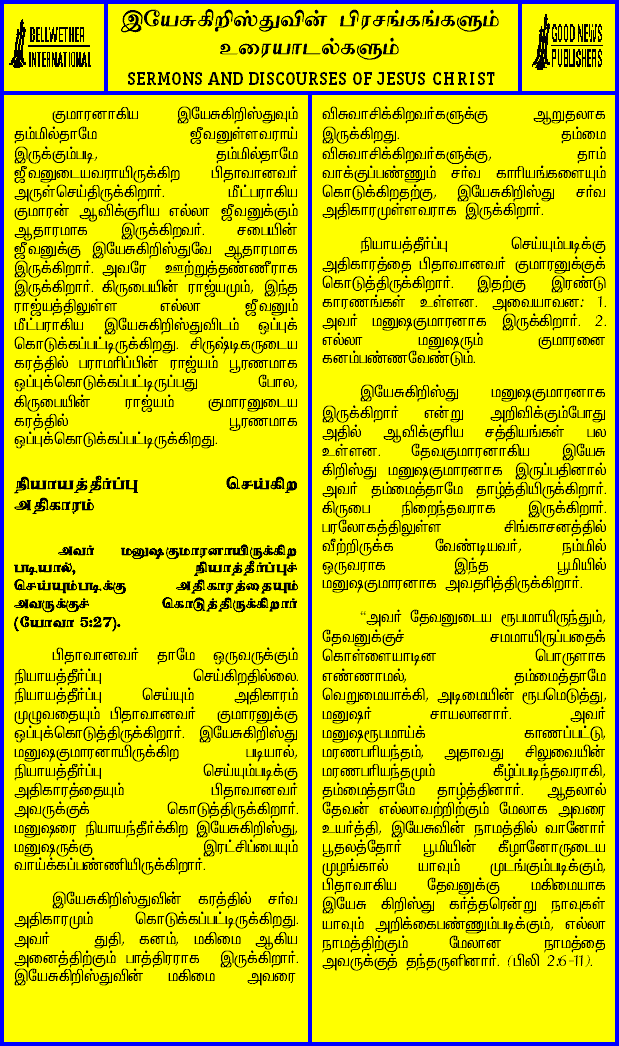 BELLWETHER
INTERNATIONAL
இயேசுகிறிஸ்துவின் பிரசங்கங்களும்
உரையாடல்களும்
SERMONS AND DISCOURSES OF JESUS CHRIST
GOOD NEWS
PUBLISHERS
குமாரனாகிய இயேசுகிறிஸ்துவும்
தம்மில்தாமே ஜீவனுள்ளவராய்
இருக்கும்படி, தம்மில்தாமே
ஜீவனுடையவராயிருக்கிற பிதாவானவர்
அருள்செய்திருக்கிறார். மீட்பராகிய
குமாரன் ஆவிக்குரிய எல்லா ஜீவனுக்கும்
ஆதாரமாக இருக்கிறவர். சபையின்
ஜீவனுக்கு இயேசுகிறிஸ்துவே ஆதாரமாக
இருக்கிறார். அவரே ஊற்றுத்தண்ணீராக
இருக்கிறார். கிருபையின் ராஜ்யமும், இந்த
ராஜ்யத்திலுள்ள எல்லா ஜீவனும்
மீட்பராகிய இயேசுகிறிஸ்துவிடம் ஒப்புக்
கொடுக்கப்பட்டிருக்கிறது. சிருஷ்டிகருடைய
கரத்தில் பராமரிப்பின் ராஜ்யம் பூரணமாக
ஒப்புக்கொடுக்கப்பட்டிருப்பது போல,
கிருபையின் ராஜ்யம் குமாரனுடைய
கரத்தில் பூரணமாக
ஒப்புக்கொடுக்கப்பட்டிருக்கிறது.
நியாயத்தீர்ப்பு செய்கிற
அதிகாரம்
அவர் மனுஷகுமாரனாயிருக்கிற
படியால், நியாத்தீர்ப்புச்
செய்யும்படிக்கு அதிகாரத்தையும்
அவருக்குச் கொடுத்திருக்கிறார்
(யோவா 5:27).
பிதாவானவர் தாமே ஒருவருக்கும்
நியாயத்தீர்ப்பு செய்கிறதில்லை.
நியாயத்தீர்ப்பு செய்யும் அதிகாரம்
முழுவதையும் பிதாவானவர் குமாரனுக்கு
ஒப்புக்கொடுத்திருக்கிறார். இயேசுகிறிஸ்து
மனுஷகுமாரனாயிருக்கிற படியால்,
நியாயத்தீர்ப்பு செய்யும்படிக்கு
அதிகாரத்தையும் பிதாவானவர்
அவருக்குக் கொடுத்திருக்கிறார்.
மனுஷரை நியாயந்தீர்க்கிற இயேசுகிறிஸ்து,
மனுஷருக்கு இரட்சிப்பையும்
வாய்க்கப்பண்ணியிருக்கிறார்.
இயேசுகிறிஸ்துவின் கரத்தில் சர்வ
அதிகாரமும் கொடுக்கப்பட்டிருக்கிறது.
அவர் துதி, கனம், மகிமை ஆகிய
அனைத்திற்கும் பாத்திரராக இருக்கிறார்.
இயேசுகிறிஸ்துவின் மகிமை அவரை
விசுவாசிக்கிறவர்களுக்கு ஆறுதலாக
இருக்கிறது. தம்மை
விசுவாசிக்கிறவர்களுக்கு, தாம்
வாக்குப்பண்ணும் சர்வ காரியங்களையும்
கொடுக்கிறதற்கு, இயேசுகிறிஸ்து சர்வ
அதிகாரமுள்ளவராக இருக்கிறார்.
நியாயத்தீர்ப்பு செய்யும்படிக்கு
அதிகாரத்தை பிதாவானவர் குமாரனுக்குக்
கொடுத்திருக்கிறார். இதற்கு இரண்டு
காரணங்கள் உள்ளன. அவையாவன: 1.
அவர் மனுஷகுமாரனாக இருக்கிறார். 2.
எல்லா மனுஷரும் குமாரனை
கனம்பண்ணவேண்டும்.
இயேசுகிறிஸ்து மனுஷகுமாரனாக
இருக்கிறார் என்று அறிவிக்கும்போது
அதில் ஆவிக்குரிய சத்தியங்கள் பல
உள்ளன. தேவகுமாரனாகிய இயேசு
கிறிஸ்து மனுஷகுமாரனாக இருப்பதினால்
அவர் தம்மைத்தாமே தாழ்த்தியிருக்கிறார்.
கிருபை நிறைந்தவராக இருக்கிறார்.
பரலோகத்திலுள்ள சிங்காசனத்தில்
வீற்றிருக்க வேண்டியவர், நம்மில்
ஒருவராக இந்த பூமியில்
மனுஷகுமாரனாக அவதரித்திருக்கிறார்.
“அவர் தேவனுடைய ரூபமாயிருந்தும்,
தேவனுக்குச் சமமாயிருப்பதைக்
கொள்ளையாடின பொருளாக
எண்ணாமல், தம்மைத்தாமே
வெறுமையாக்கி, அடிமையின் ரூபமெடுத்து,
மனுஷர் சாயலானார். அவர்
மனுஷரூபமாய்க் காணப்பட்டு,
மரணபரியந்தம், அதாவது சிலுவையின்
மரணபரியந்தமும் கீழ்ப்படிந்தவராகி,
தம்மைத்தாமே தாழ்த்தினார். ஆதலால்
தேவன் எல்லாவற்றிற்கும் மேலாக அவரை
உயர்த்தி, இயேசுவின் நாமத்தில் வானோர்
பூதலத்தோர் பூமியின் கீழானோருடைய
முழங்கால் யாவும் முடங்கும்படிக்கும்,
பிதாவாகிய தேவனுக்கு மகிமையாக
இயேசு கிறிஸ்து கர்த்தரென்று நாவுகள்
யாவும் அறிக்கைபண்ணும்படிக்கும், எல்லா
நாமத்திற்கும் மேலான நாமத்தை
அவருக்குத் தந்தருளினார். (பிலி 2:6-11).